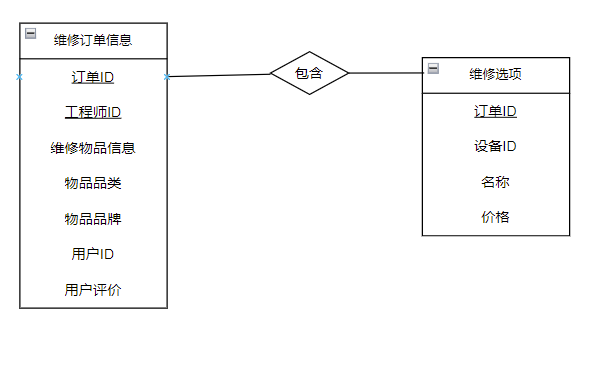 维修订单信息
订单ID
工程师ID
维修物品信息
物品品类
物品品牌
用户ID
用户评价
包含
维修选项
订单ID
设备ID
名称
价格